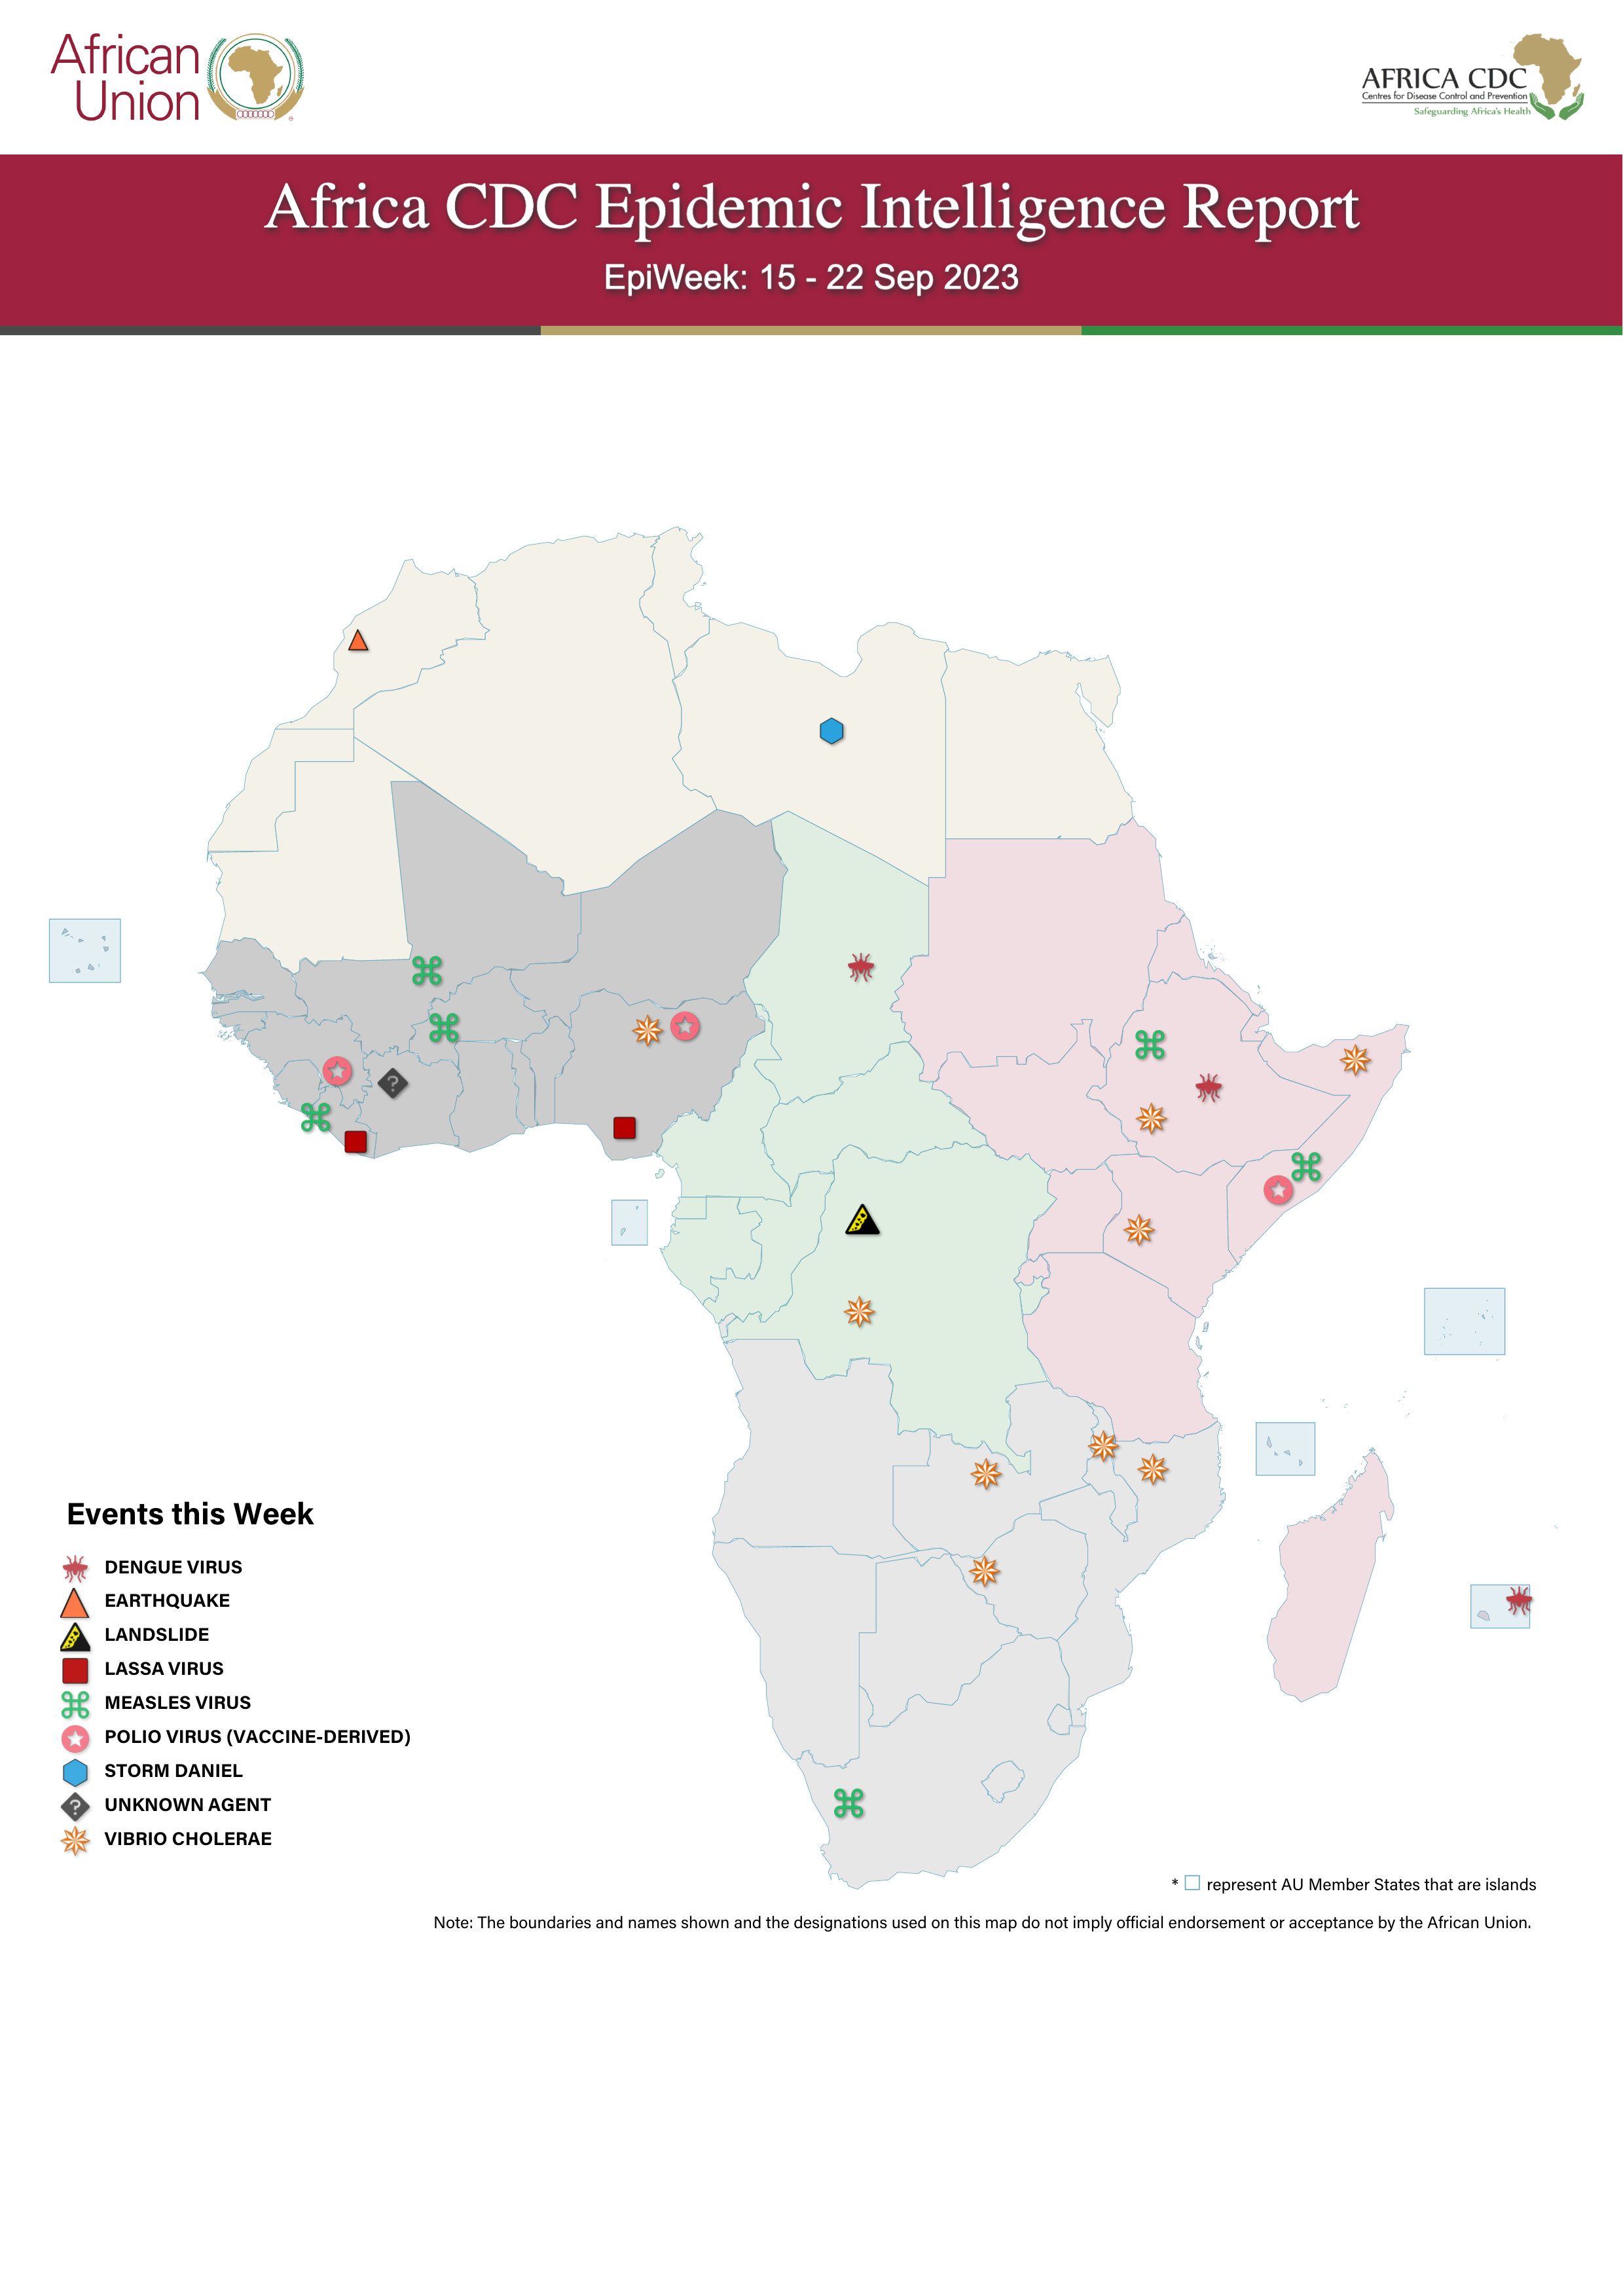 African
Union
AFRICA CDC
Centres for Disease Control and Prevention
Safeguarding Africa's Health
Africa CDC Epidemic Intelligence Report
EpiWeek: 15 - 22 Sep 2023
Events this Week
DENGUE VIRUS
EARTHQUAKE
LANDSLIDE
LASSA VIRUS
MEASLES VIRUS
POLIO VIRUS (VACCINE-DERIVED)
STORM DANIEL
UNKNOWN AGENT
VIBRIO CHOLERAE
* represent AU Member States that are islands
Note: The boundaries and names shown and the designations used on this map do not imply official endorsement or acceptance by the African Union.